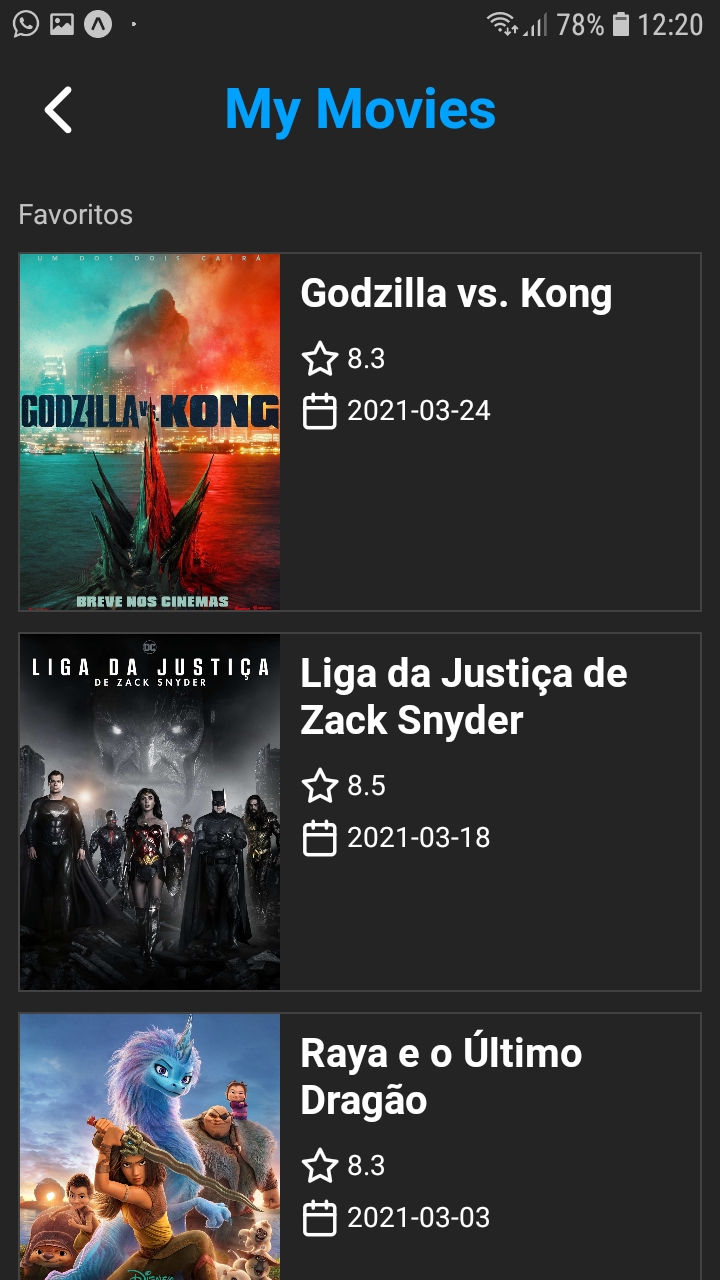 78% 12:20
My Movies
Favoritos
UM DOS DOIS CAIRÁ
GODZILLA vs. KONG
BREVE NOS CINEMAS
Godzilla vs. Kong
8.3
2021-03-24
DC
LIGA DA JUSTIÇA
DE ZACK SNYDER
Liga da Justiça de
Zack Snyder
8.5
2021-03-18
Disney
Raya e o Último
Dragão
8.3
2021-03-03